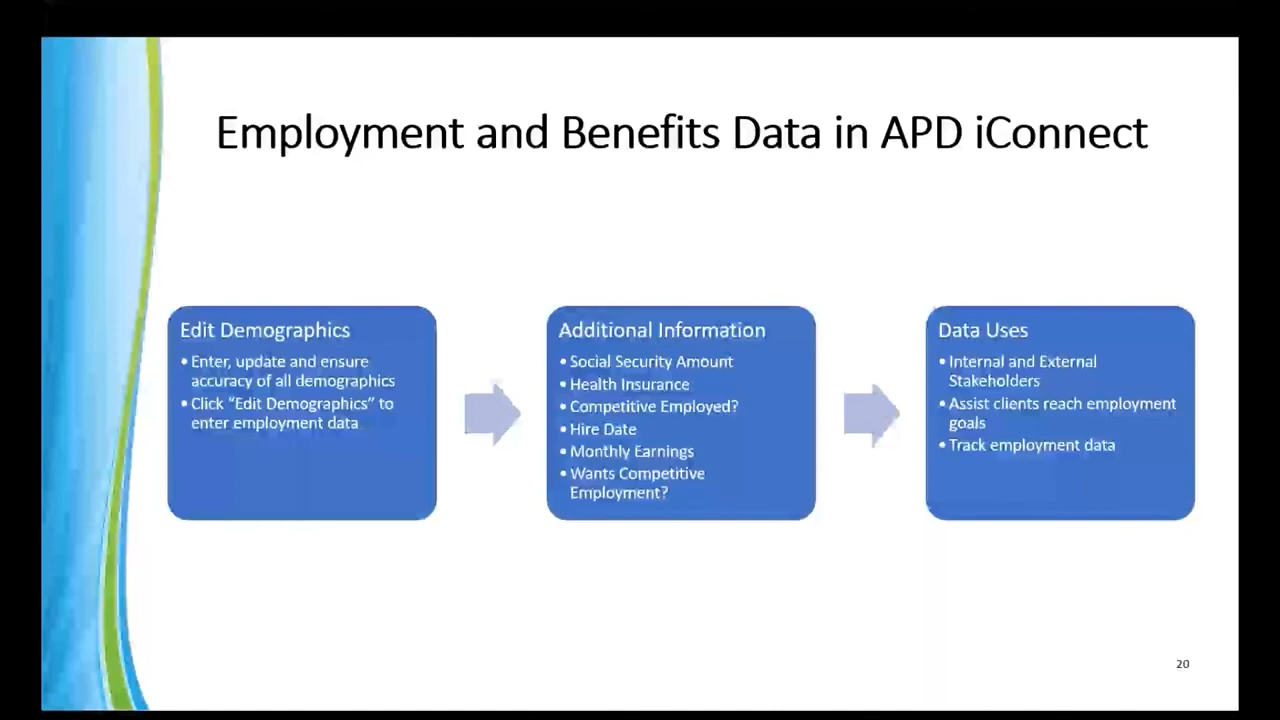 Employment and Benefits Data in APD iConnect
Edit Demographics
• Enter, update and ensure
accuracy of all demographics
• Click “Edit Demographics” to
enter employment data
Additional Information
• Social Security Amount
• Health Insurance
• Competitive Employed?
• Hire Date
• Monthly Earnings
• Wants Competitive
Employment?
Data Uses
• Internal and External
Stakeholders
• Assist clients reach employment
goals
• Track employment data
20